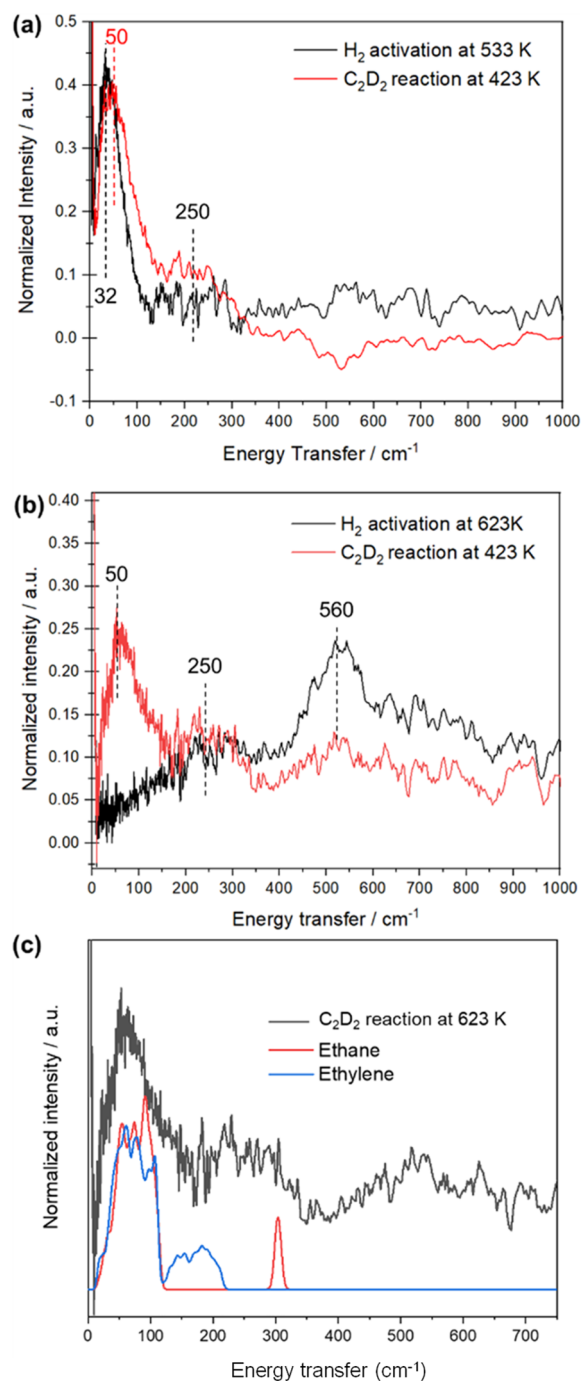 (a)
50
H₂ activation at 533 K
C₂D₂ reaction at 423 K
250
32
0.5
0.4
0.3
0.2
0.1
0.0
-0.1
Normalized Intensity / a.u.
0 100 200 300 400 500 600 700 800 900 1000
Energy Transfer / cm⁻¹
(b)
H₂ activation at 623K
C₂D₂ reaction at 423 K
50
250
560
0.40
0.35
0.30
0.25
0.20
0.15
0.10
0.05
0.00
Normalized intensity / a.u.
0 100 200 300 400 500 600 700 800 900 1000
Energy transfer / cm⁻¹
(c)
C₂D₂ reaction at 623 K
Ethane
Ethylene
Normalized intensity / a.u.
0 100 200 300 400 500 600 700
Energy transfer (cm⁻¹)